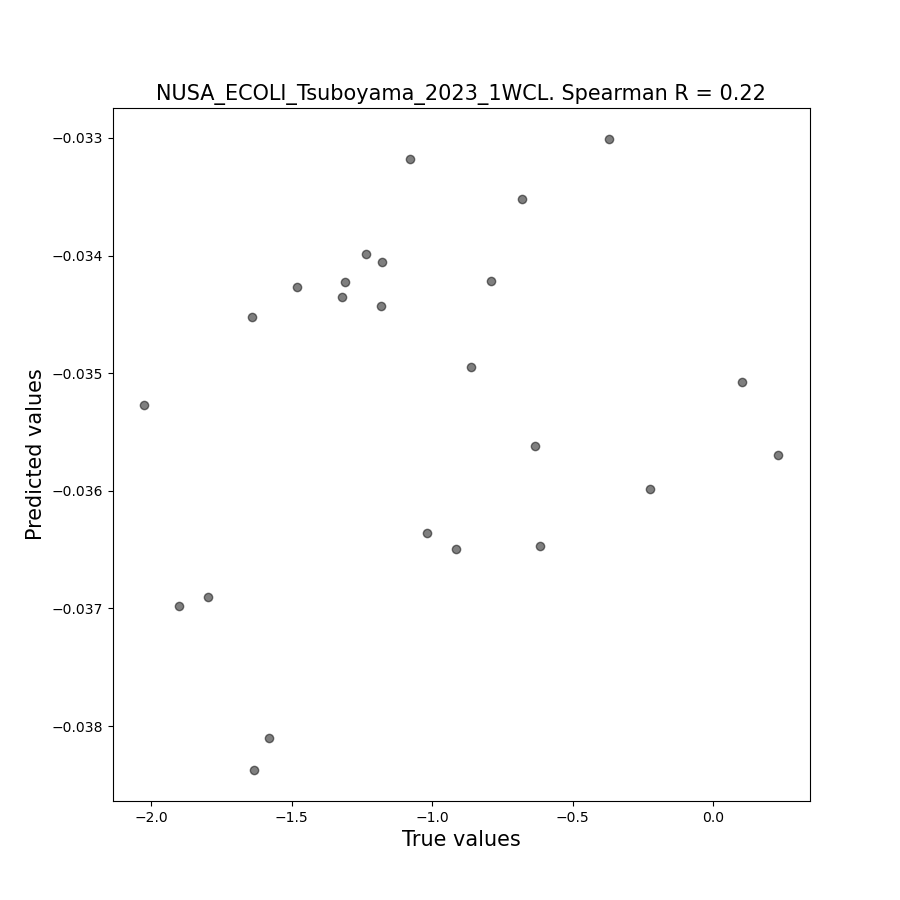 NUSA_ECOLI_Tsuboyama_2023_1WCL. Spearman R = 0.22
−0.033
−0.034
−0.035
−0.036
−0.037
−0.038
Predicted values
−2.0 −1.5 −1.0 −0.5 0.0
True values